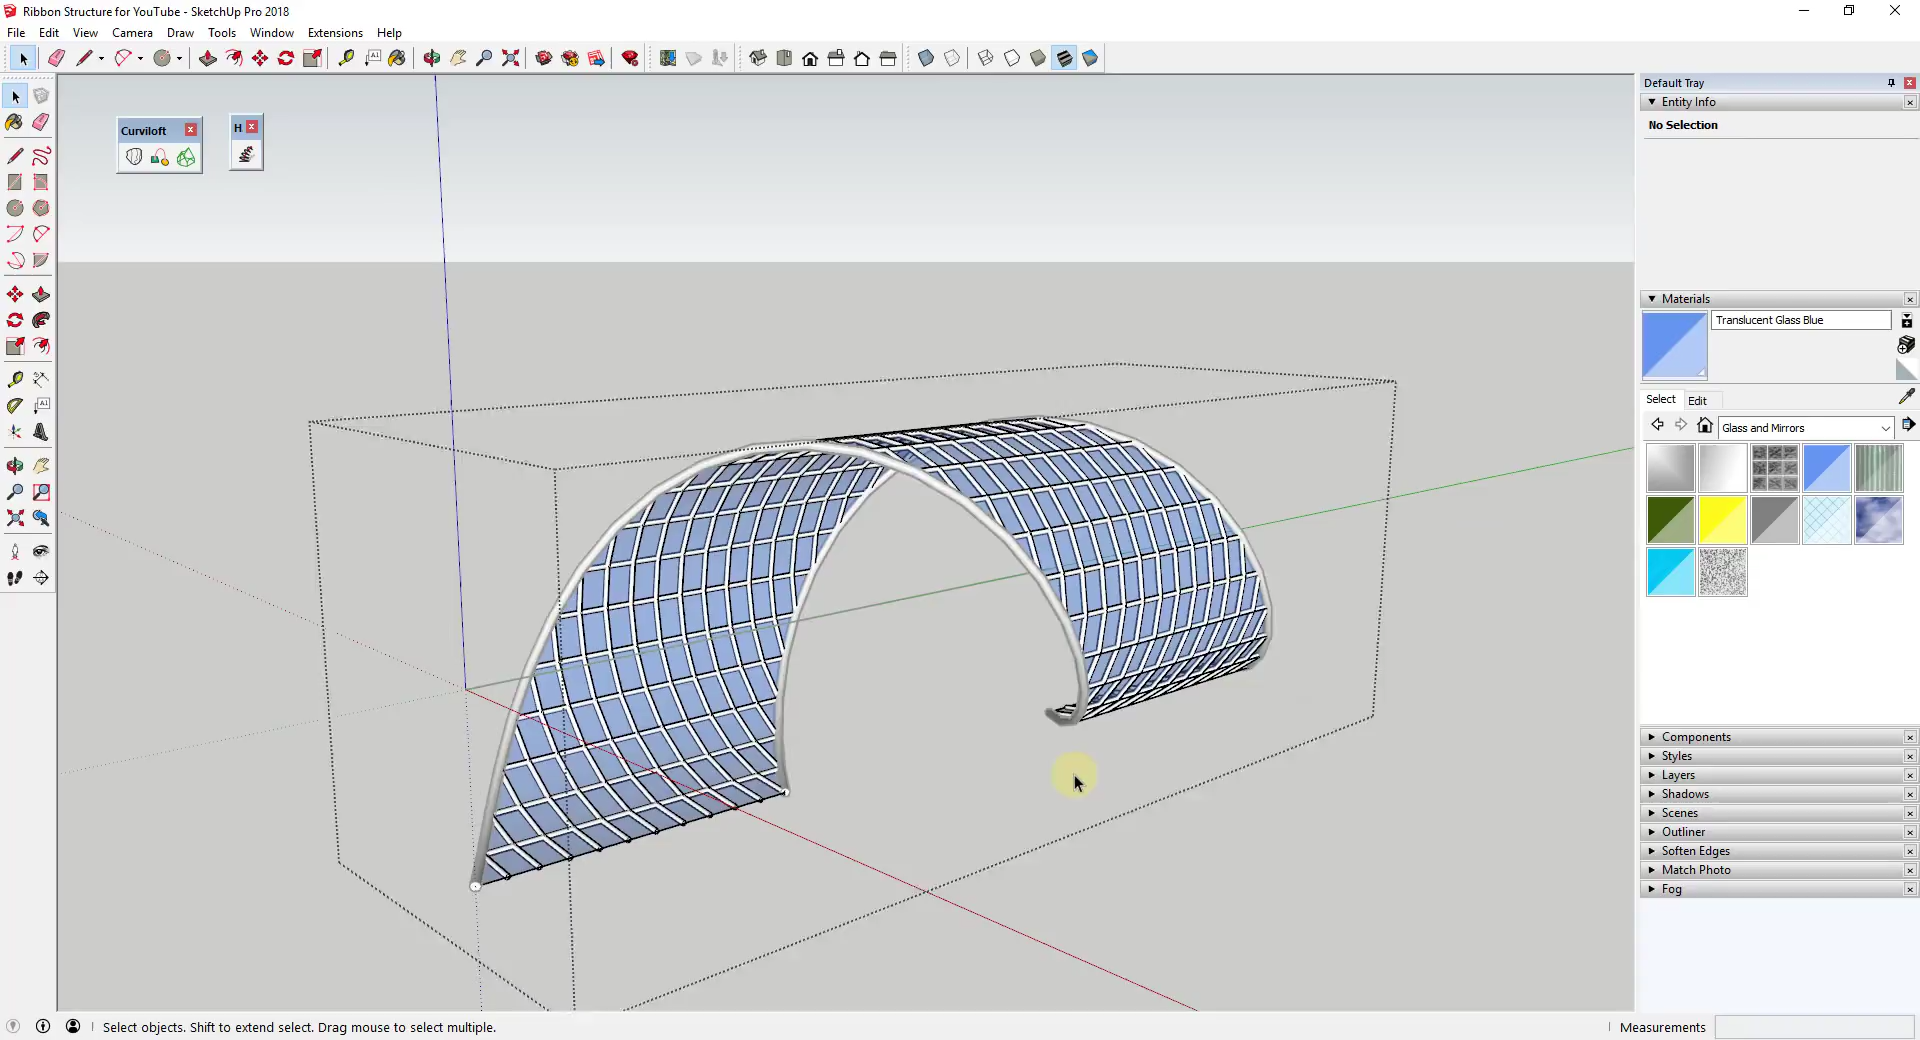 Ribbon Structure for YouTube - SketchUp Pro 2018
File Edit View Camera Draw Tools Window Extensions Help
Default Tray
Entity Info
No Selection
Curviloft
H
Materials
Translucent Glass Blue
Select Edit
Glass and Mirrors
Components
Styles
Layers
Shadows
Scenes
Outliner
Soften Edges
Match Photo
Fog
Select objects. Shift to extend select. Drag mouse to select multiple.
Measurements